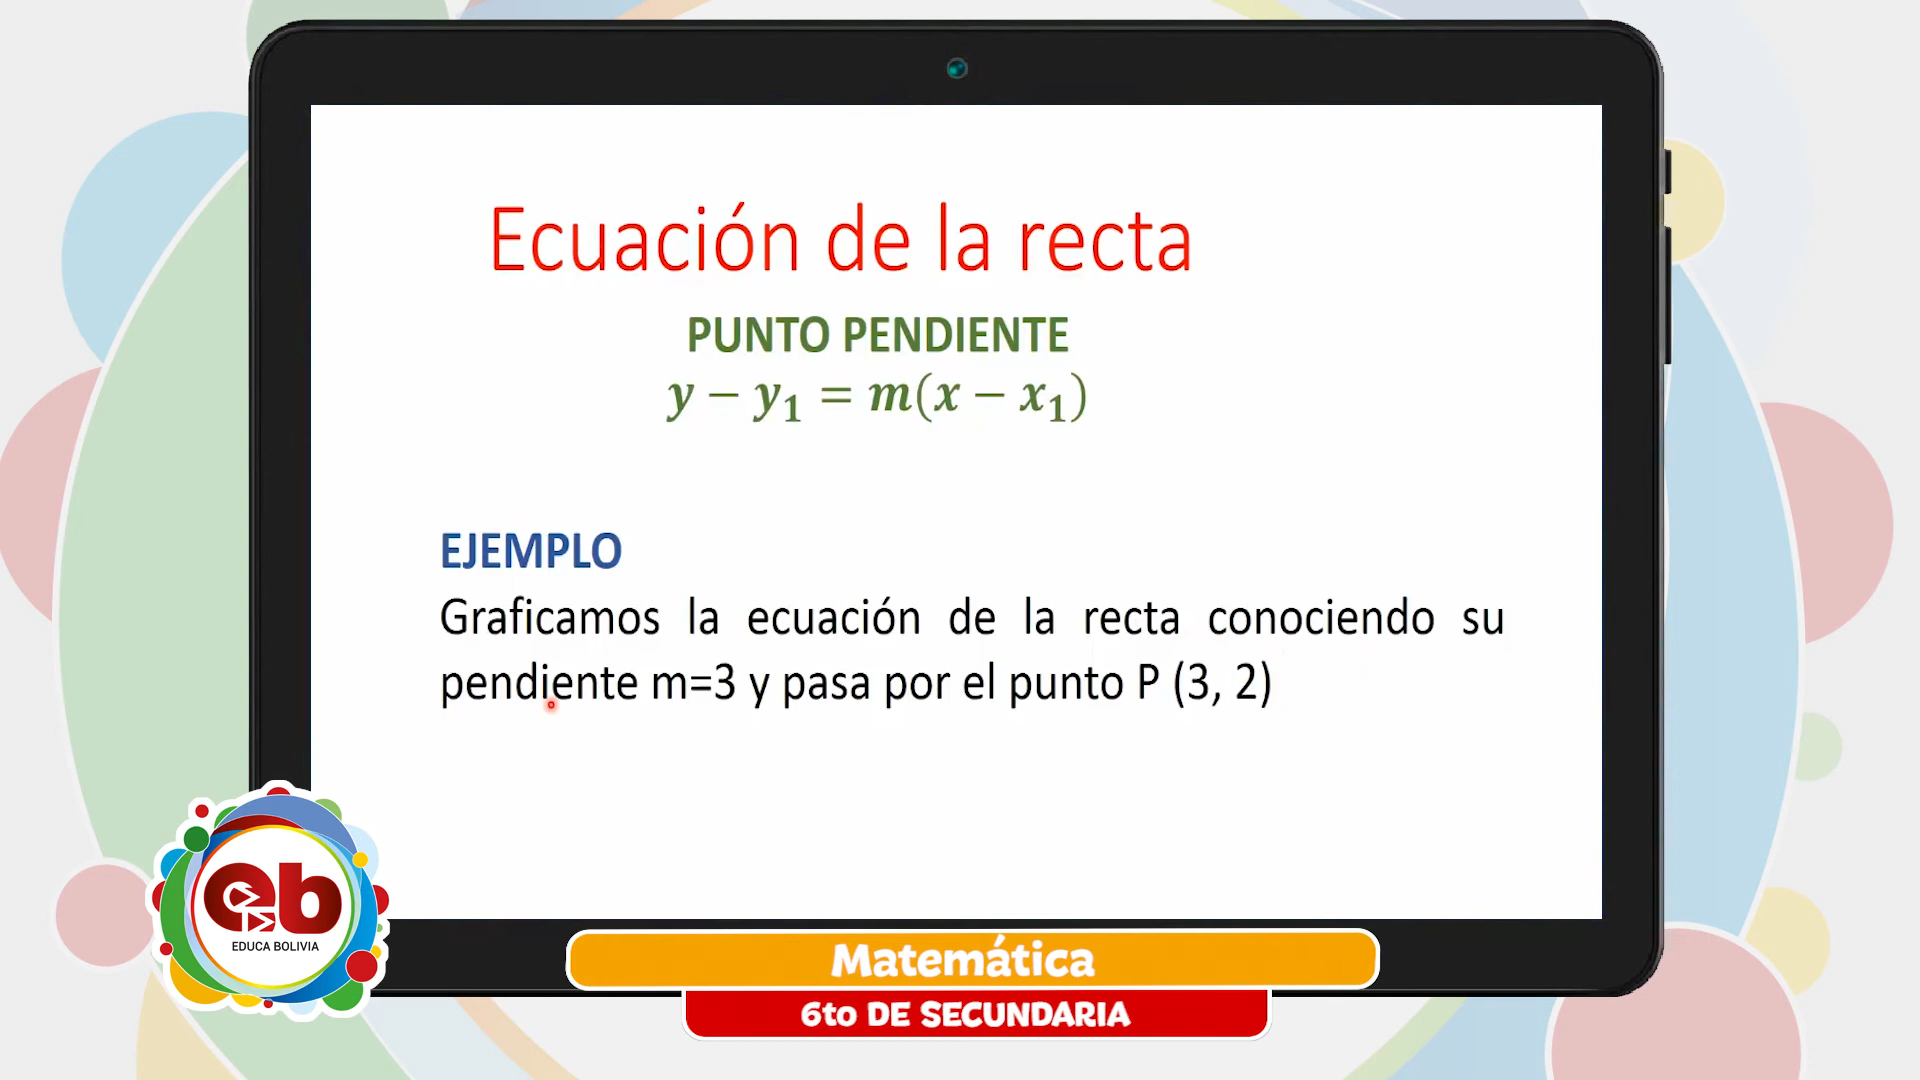 Ecuación de la recta
PUNTO PENDIENTE
y − y₁ = m(x − x₁)
EJEMPLO
Graficamos la ecuación de la recta conociendo su
pendiente m=3 y pasa por el punto P (3, 2)
eb
EDUCA BOLIVIA
Matemática
6to DE SECUNDARIA